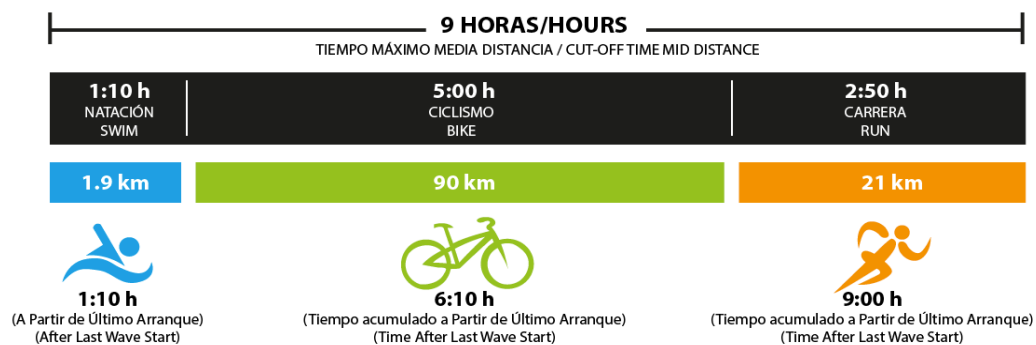 9 HORAS/HOURS
TIEMPO MÁXIMO MEDIA DISTANCIA / CUT-OFF TIME MID DISTANCE
1:10 h
NATACIÓN
SWIM
5:00 h
CICLISMO
BIKE
2:50 h
CARRERA
RUN
1.9 km
90 km
21 km
1:10 h
(A Partir de Último Arranque)
(After Last Wave Start)
6:10 h
(Tiempo acumulado a Partir de Último Arranque)
(Time After Last Wave Start)
9:00 h
(Tiempo acumulado a Partir de Último Arranque)
(Time After Last Wave Start)